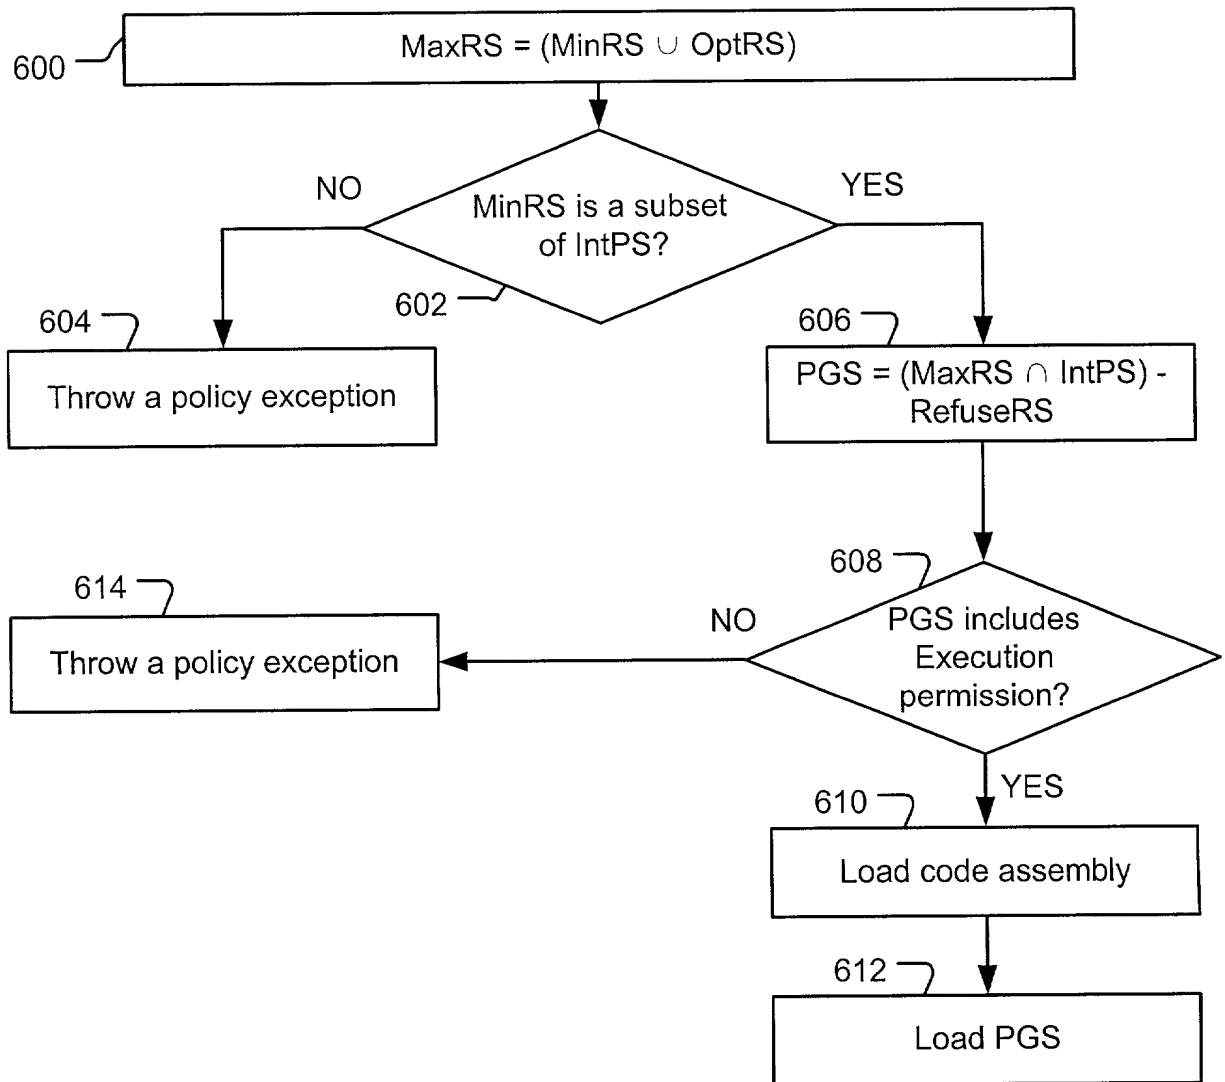 600
MaxRS = (MinRS ∪ OptRS)
NO
YES
MinRS is a subset
of IntPS?
602
604
Throw a policy exception
606
PGS = (MaxRS ∩ IntPS) -
RefuseRS
608
PGS includes
Execution
permission?
NO
614
Throw a policy exception
YES
610
Load code assembly
612
Load PGS